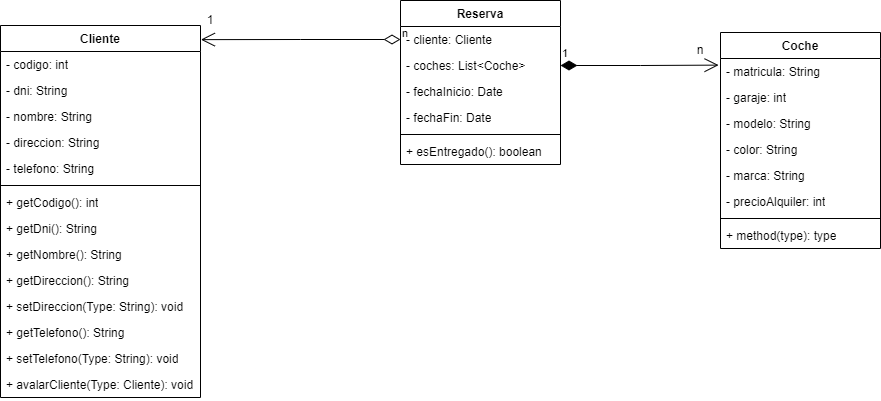 Cliente
- codigo: int
- dni: String
- nombre: String
- direccion: String
- telefono: String
+ getCodigo(): int
+ getDni(): String
+ getNombre(): String
+ getDireccion(): String
+ setDireccion(Type: String): void
+ getTelefono(): String
+ setTelefono(Type: String): void
+ avalarCliente(Type: Cliente): void
1
n
Reserva
- cliente: Cliente
- coches: List<Coche>
- fechaInicio: Date
- fechaFin: Date
+ esEntregado(): boolean
1
n
Coche
- matricula: String
- garaje: int
- modelo: String
- color: String
- marca: String
- precioAlquiler: int
+ method(type): type